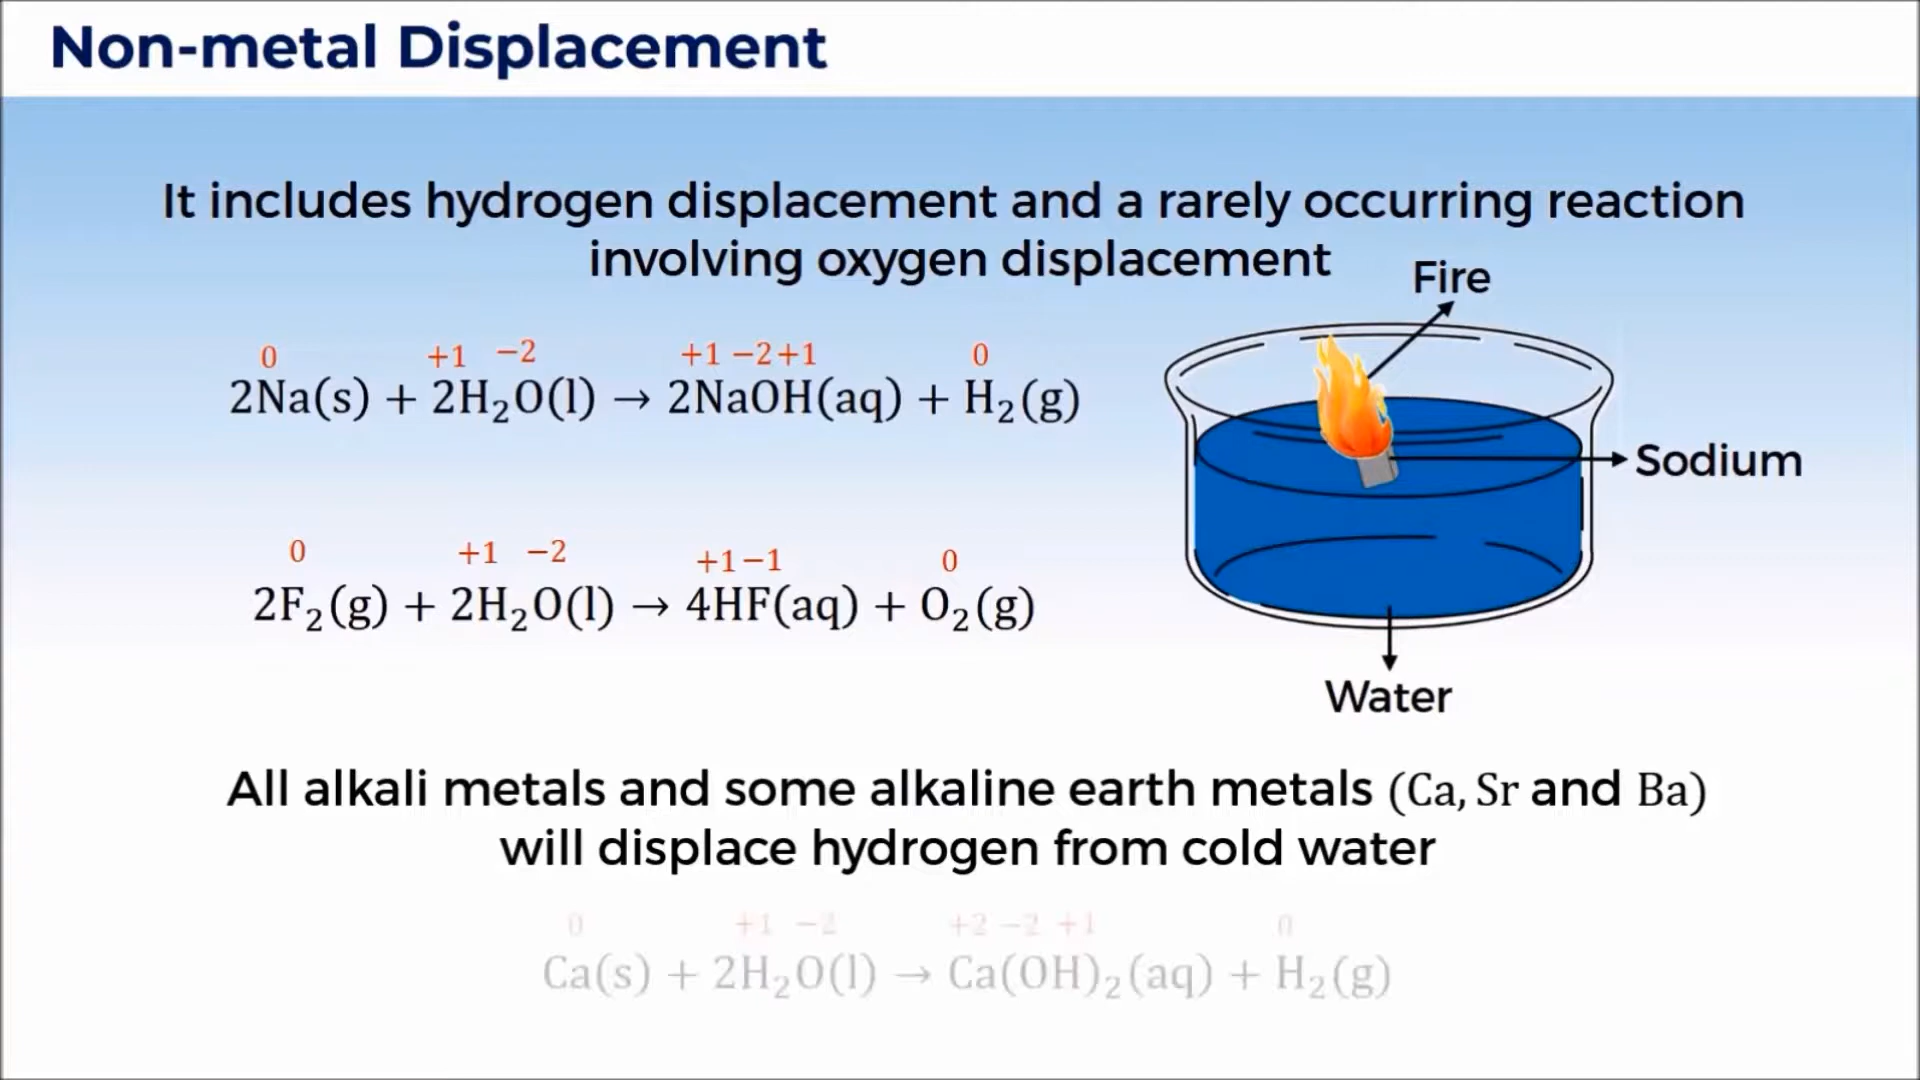 Non-metal Displacement
It includes hydrogen displacement and a rarely occurring reaction
involving oxygen displacement
Fire
0 +1 −2 +1 −2 +1 0
2Na(s) + 2H₂O(l) → 2NaOH(aq) + H₂(g)
Sodium
0 +1 −2 +1 −1 0
2F₂(g) + 2H₂O(l) → 4HF(aq) + O₂(g)
Water
All alkali metals and some alkaline earth metals (Ca, Sr and Ba)
will displace hydrogen from cold water
0 +1 −2 +2 −2 +1 0
Ca(s) + 2H₂O(l) → Ca(OH)₂(aq) + H₂(g)